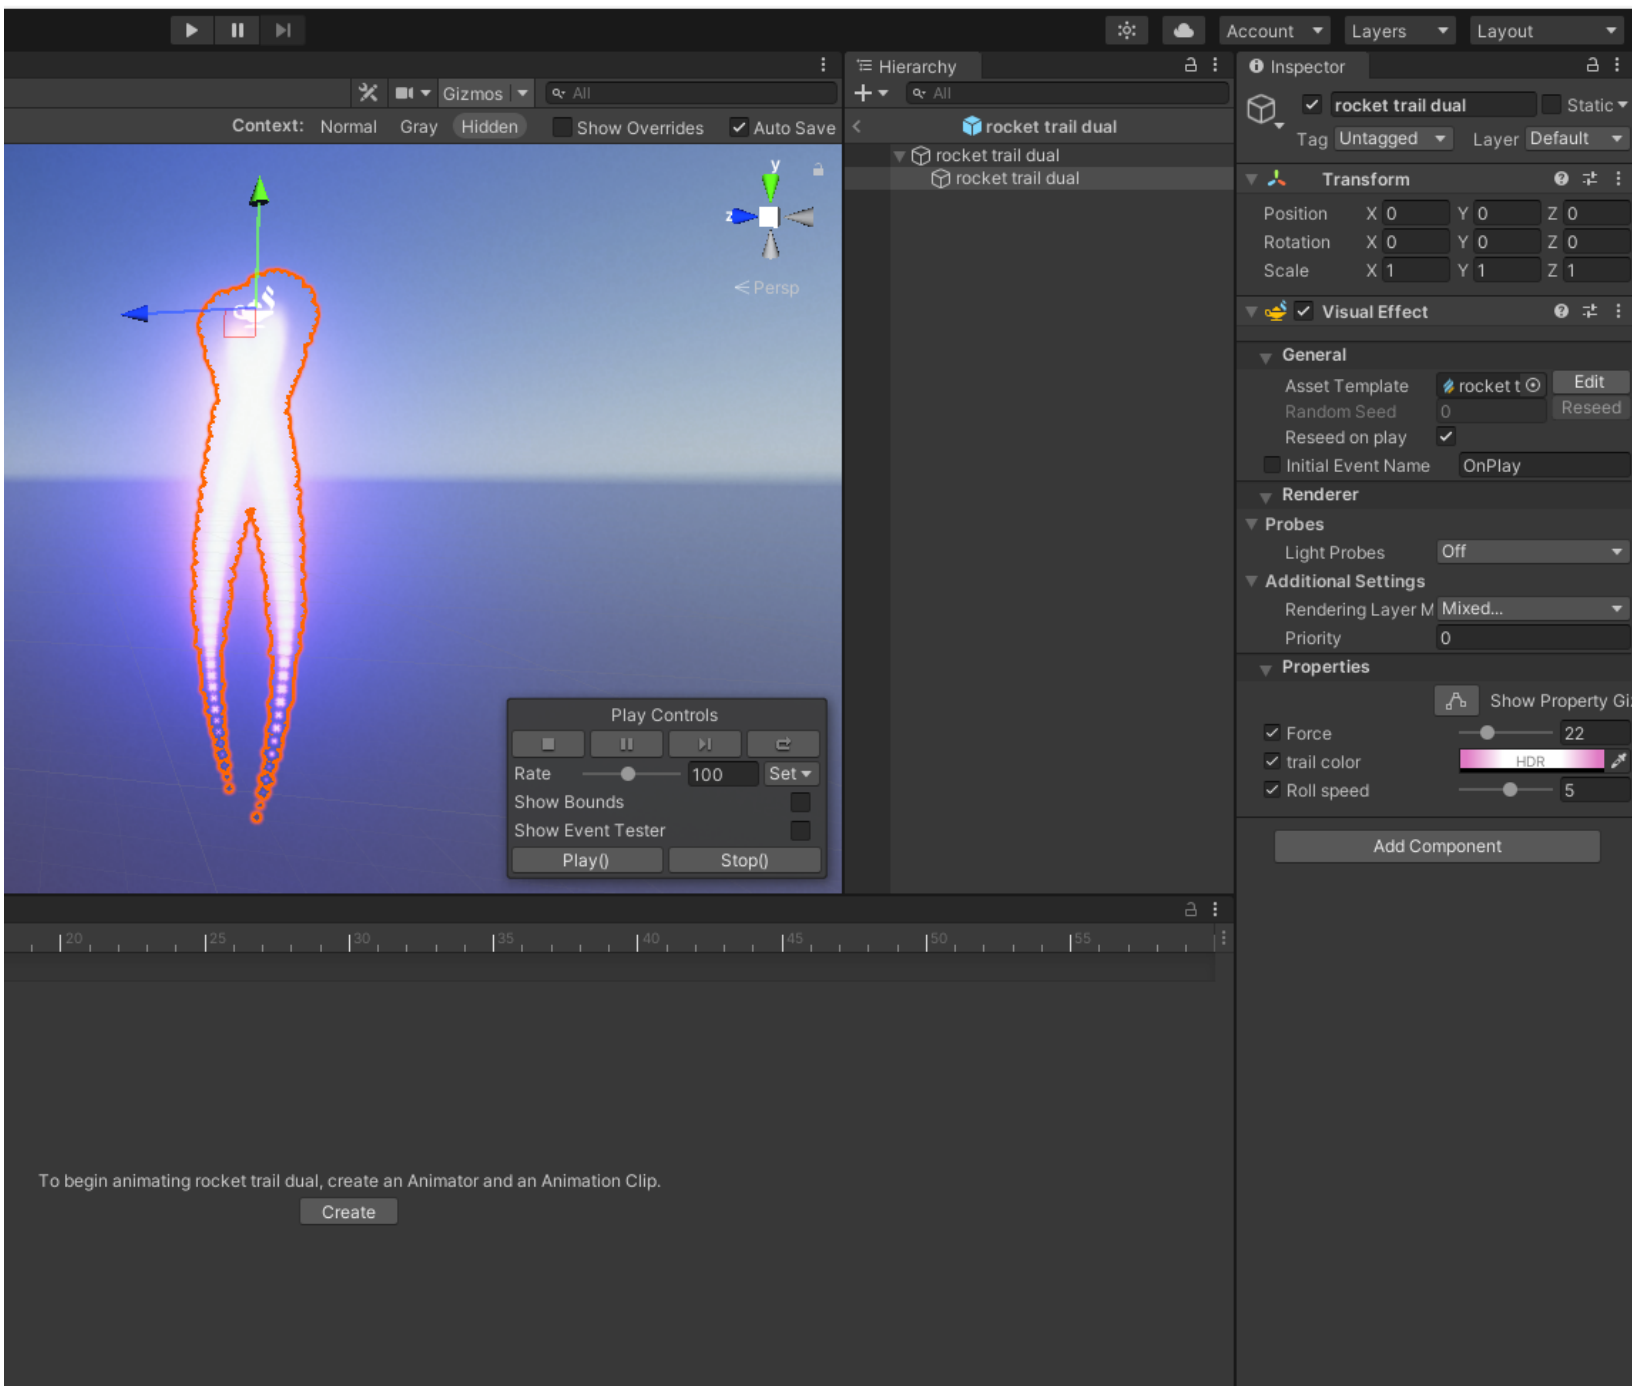 Account
Layers
Layout
Hierarchy
Inspector
Gizmos
All
All
rocket trail dual
Static
Context: Normal Gray Hidden Show Overrides Auto Save
rocket trail dual
Tag Untagged Layer Default
rocket trail dual
rocket trail dual
y
z
Persp
Transform
Position X 0 Y 0 Z 0
Rotation X 0 Y 0 Z 0
Scale X 1 Y 1 Z 1
Visual Effect
General
Asset Template rocket t Edit
Random Seed 0 Reseed
Reseed on play
Initial Event Name OnPlay
Renderer
Probes
Light Probes Off
Additional Settings
Rendering Layer M Mixed...
Priority 0
Properties
Show Property Gi
Force 22
trail color HDR
Roll speed 5
Add Component
Play Controls
Rate 100 Set
Show Bounds
Show Event Tester
Play() Stop()
20 25 30 35 40 45 50 55
To begin animating rocket trail dual, create an Animator and an Animation Clip.
Create